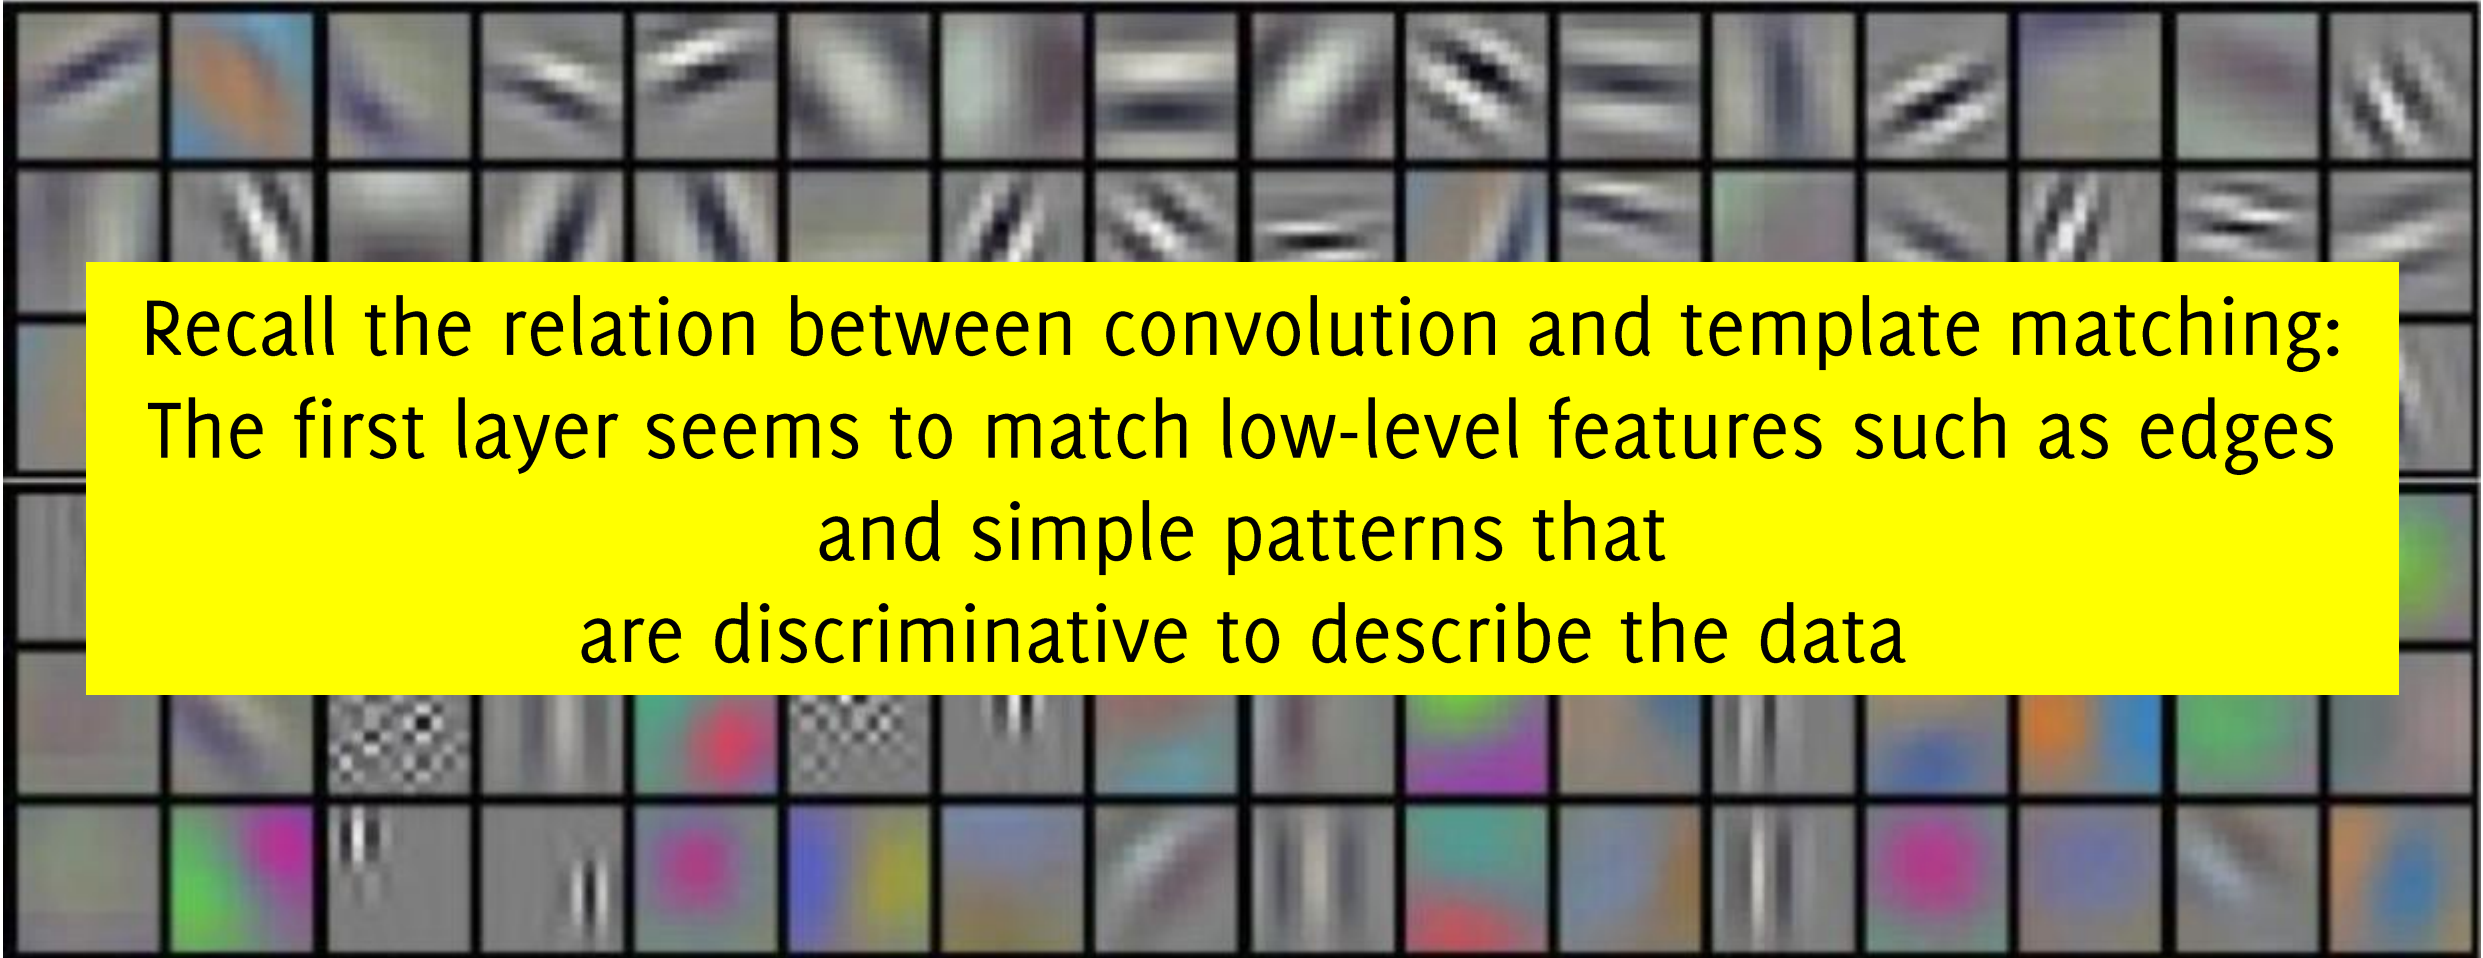 Recall the relation between convolution and template matching:
The first layer seems to match low-level features such as edges
and simple patterns that
are discriminative to describe the data